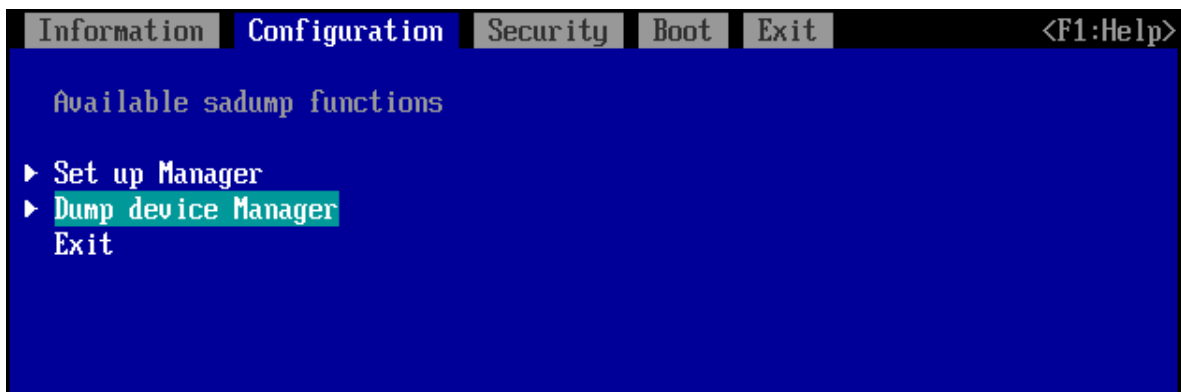 Information Configuration Security Boot Exit <F1:Help>
Available sadump functions
Set up Manager
Dump device Manager
Exit